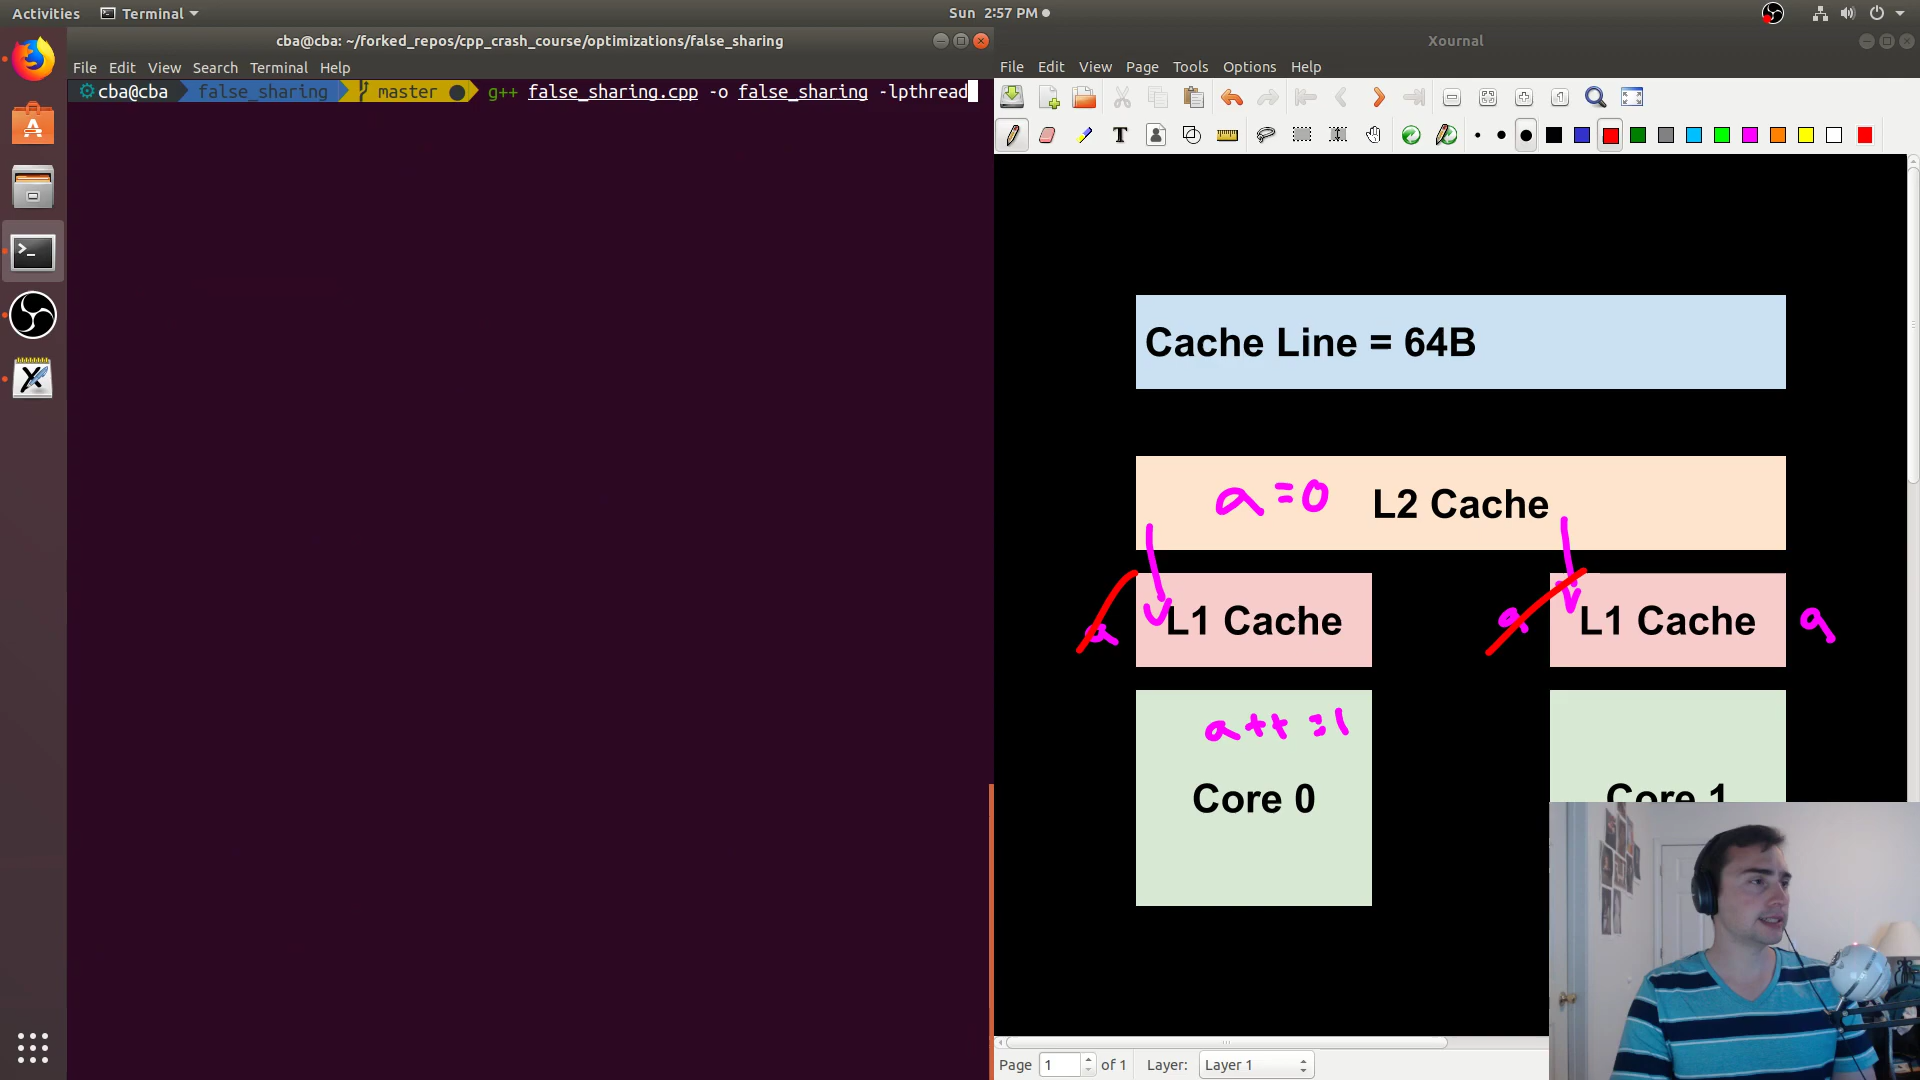 Activities
Terminal
Sun 2:57 PM
cba@cba: ~/forked_repos/cpp_crash_course/optimizations/false_sharing
File Edit View Search Terminal Help
cba@cba false_sharing master g++ false_sharing.cpp -o false_sharing -lpthread
Xournal
File Edit View Page Tools Options Help
Cache Line = 64B
a=0 L2 Cache
a L1 Cache
a L1 Cache a
a++ =1
Core 0
Core 1
Page 1 of 1 Layer: Layer 1